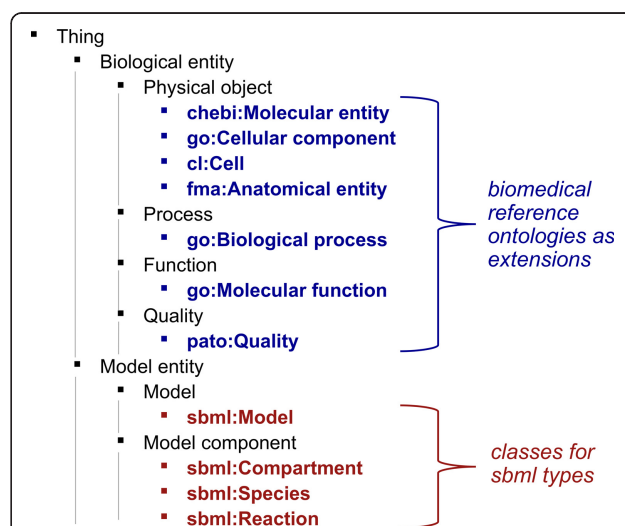 Thing
Biological entity
Physical object
chebi:Molecular entity
go:Cellular component
cl:Cell
fma:Anatomical entity
Process
go:Biological process
Function
go:Molecular function
Quality
pato:Quality
biomedical
reference
ontologies as
extensions
Model entity
Model
sbml:Model
Model component
sbml:Compartment
sbml:Species
sbml:Reaction
classes for
sbml types